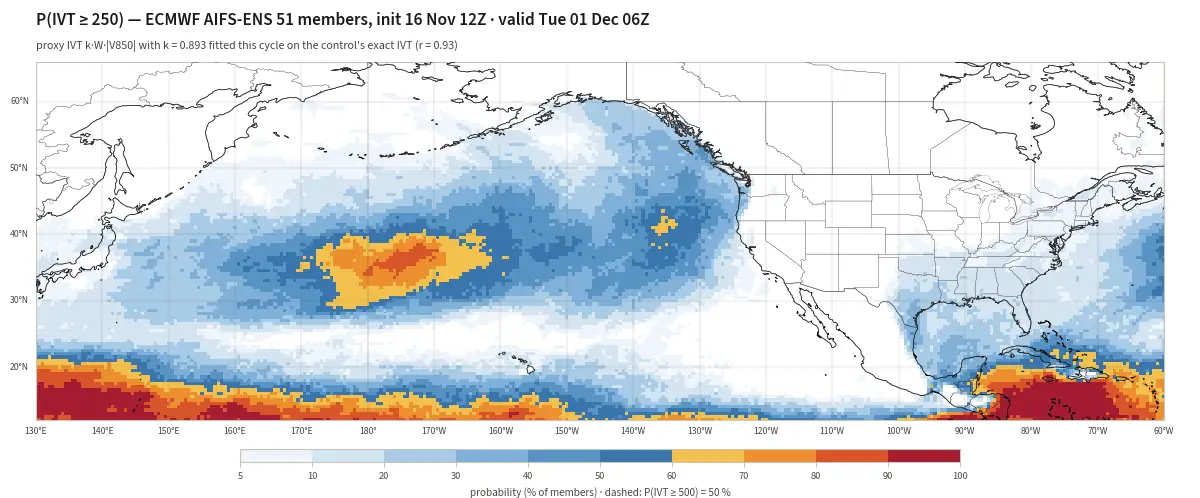 P(IVT ≥ 250) — ECMWF AIFS-ENS 51 members, init 16 Nov 12Z · valid Tue 01 Dec 06Z
proxy IVT k·W·|V850| with k = 0.893 fitted this cycle on the control's exact IVT (r = 0.93)
60°N
50°N
40°N
30°N
20°N
130°E 140°E 150°E 160°E 170°E 180° 170°W 160°W 150°W 140°W 130°W 120°W 110°W 100°W 90°W 80°W 70°W 60°W
5 10 20 30 40 50 60 70 80 90 100
probability (% of members) · dashed: P(IVT ≥ 500) = 50 %